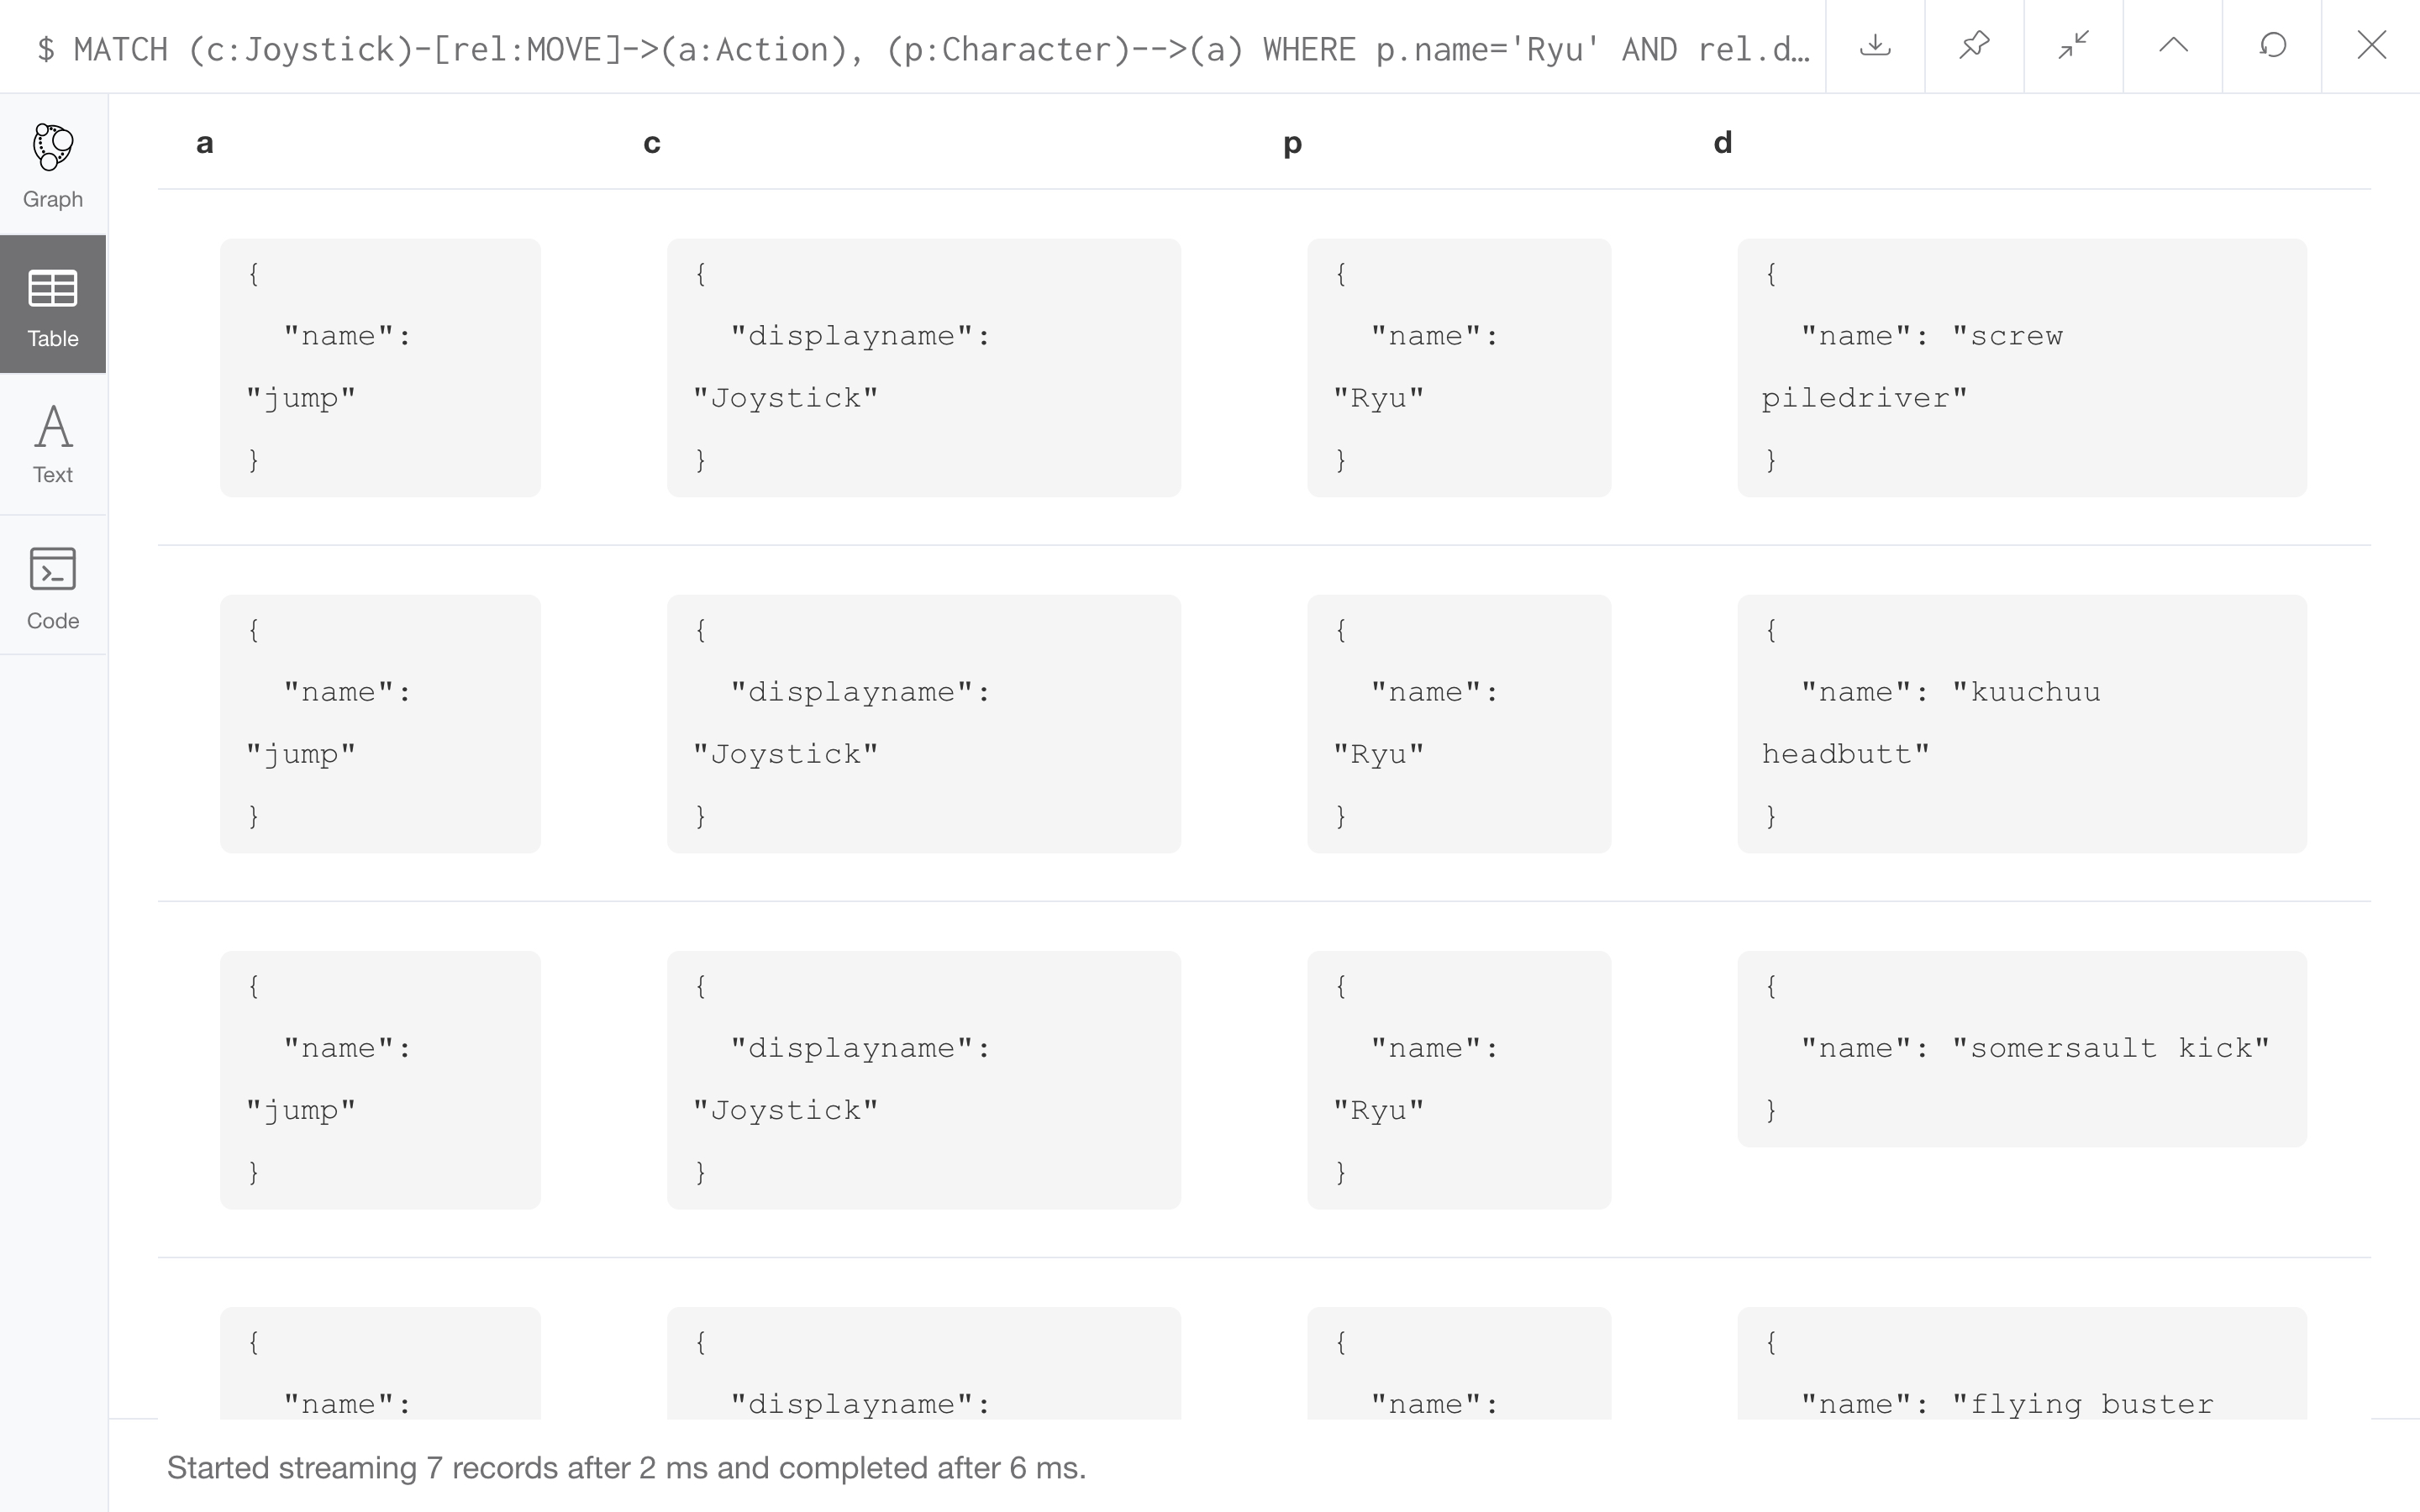 $ MATCH (c:Joystick)-[rel:MOVE]->(a:Action), (p:Character)-->(a) WHERE p.name='Ryu' AND rel.d…
Graph
Table
Text
Code
a c p d
{ { { {
"name": "displayname": "name": "name": "screw
"jump" "Joystick" "Ryu" piledriver"
} } } }
{ { { {
"name": "displayname": "name": "name": "kuuchuu
"jump" "Joystick" "Ryu" headbutt"
} } } }
{ { { {
"name": "displayname": "name": "name": "somersault kick"
"jump" "Joystick" "Ryu" }
} } }
{ { { {
"name": "displayname": "name": "name": "flying buster
Started streaming 7 records after 2 ms and completed after 6 ms.